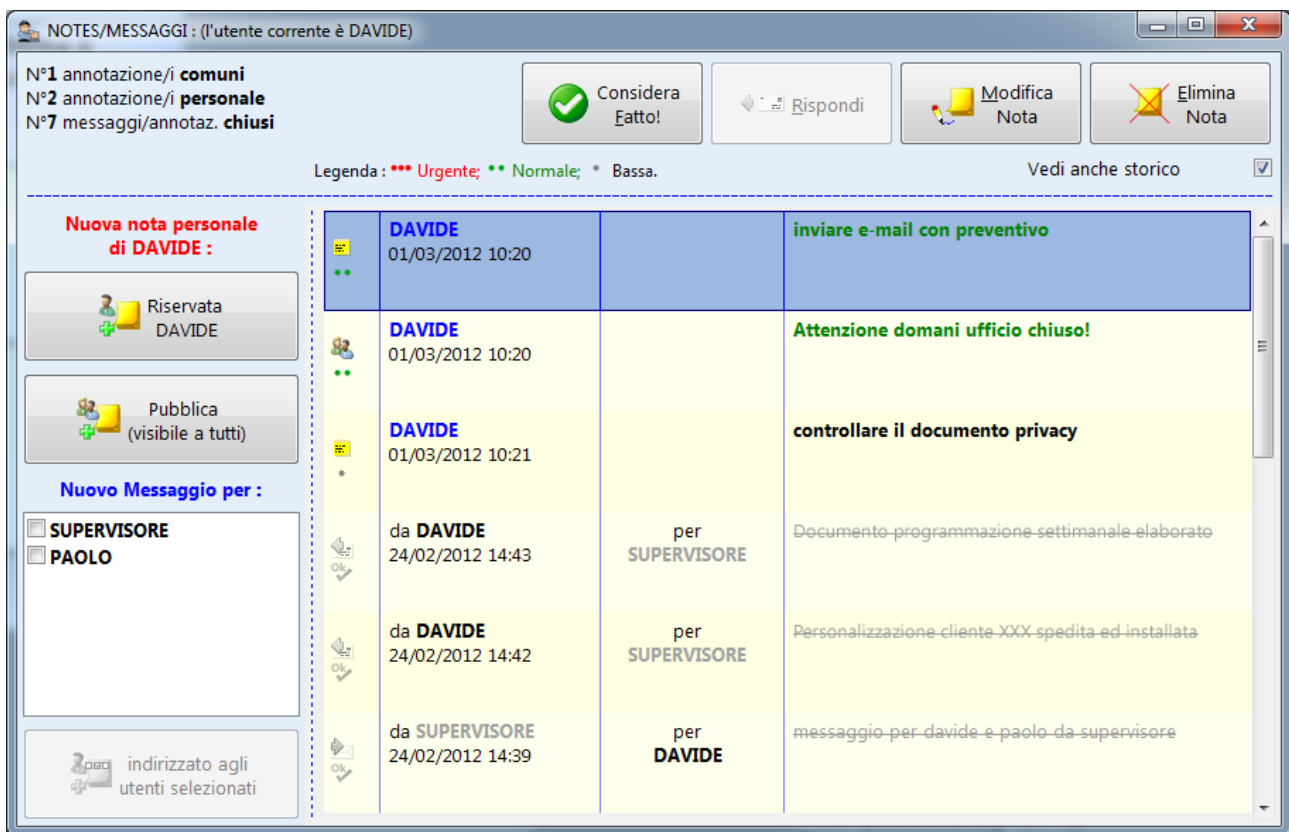 NOTES/MESSAGGI : (l'utente corrente è DAVIDE)
N°1 annotazione/i comuni
N°2 annotazione/i personale
N°7 messaggi/annotaz. chiusi
Considera
Fatto!
Rispondi
Modifica
Nota
Elimina
Nota
Legenda : ••• Urgente; •• Normale; • Bassa.
Vedi anche storico
Nuova nota personale
di DAVIDE :
Riservata
DAVIDE
Pubblica
(visibile a tutti)
Nuovo Messaggio per :
SUPERVISORE
PAOLO
indirizzato agli
utenti selezionati
DAVIDE
01/03/2012 10:20
inviare e-mail con preventivo
DAVIDE
01/03/2012 10:20
Attenzione domani ufficio chiuso!
DAVIDE
01/03/2012 10:21
controllare il documento privacy
Ok
da DAVIDE
24/02/2012 14:43
per
SUPERVISORE
Documento programmazione settimanale elaborato
Ok
da DAVIDE
24/02/2012 14:42
per
SUPERVISORE
Personalizzazione cliente XXX spedita ed installata
Ok
da SUPERVISORE
24/02/2012 14:39
per
DAVIDE
messaggio per davide e paolo da supervisore